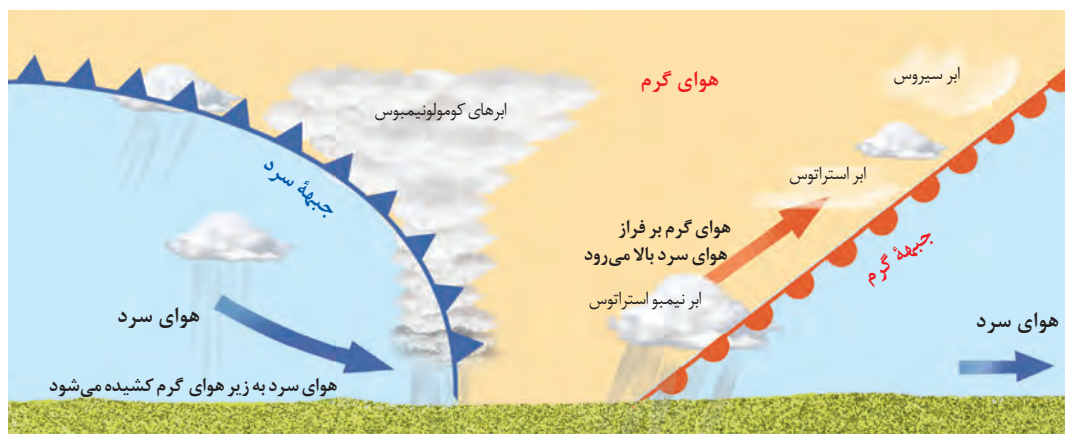 ابر سیروس
هوای گرم
ابرهای کومولونیمبوس
ابر استراتوس
جبههٔ سرد
هوای گرم بر فراز
هوای سرد بالا می‌رود
جبههٔ گرم
ابر نیمبو استراتوس
هوای سرد
هوای سرد
هوای سرد به زیر هوای گرم کشیده می‌شود